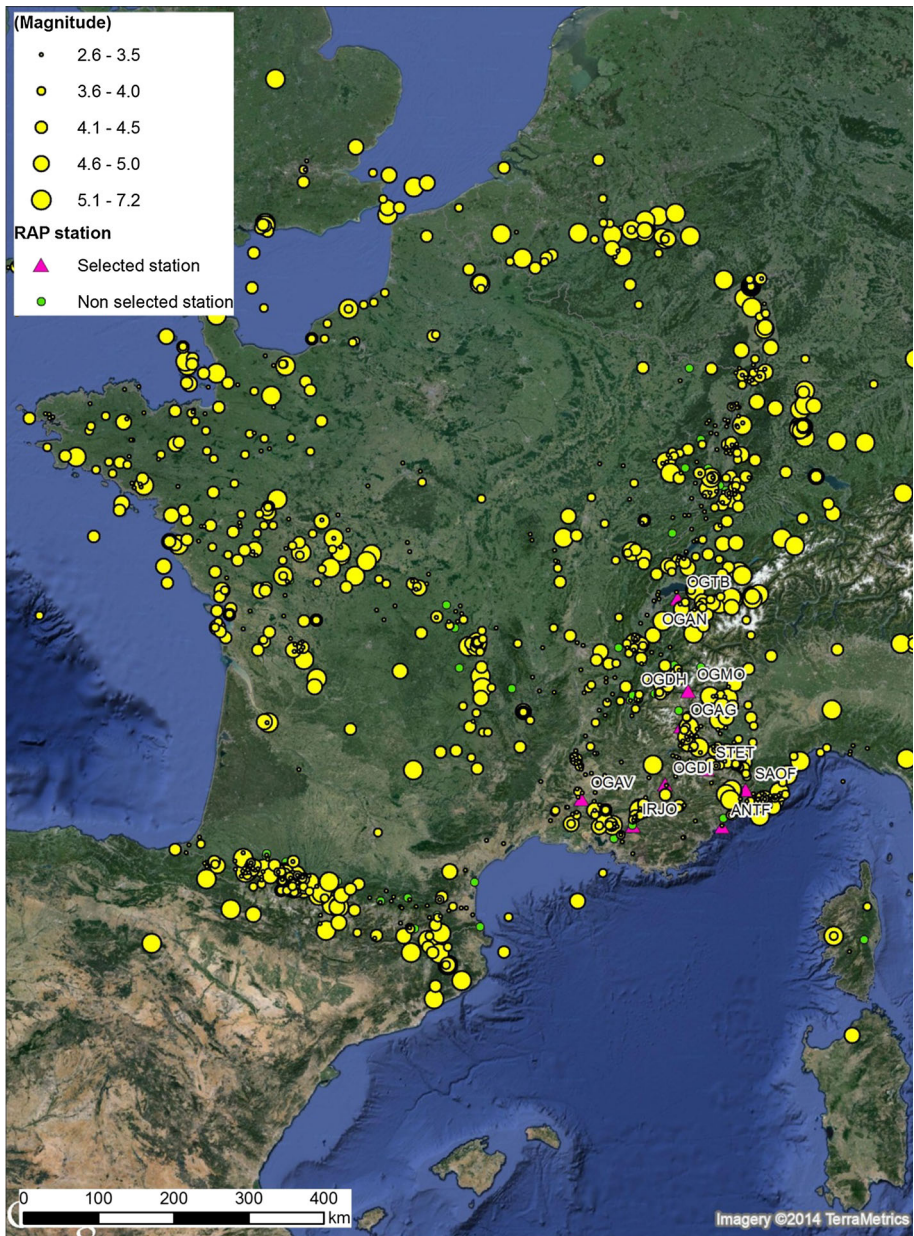 (Magnitude)
2.6 - 3.5
3.6 - 4.0
4.1 - 4.5
4.6 - 5.0
5.1 - 7.2
RAP station
Selected station
Non selected station
OGTB
OGAN
OGMO
OGDH
OGAG
STET
OGDI
SAOF
OGAV
IRJO
ANTF
0 100 200 300 400
km
Imagery ©2014 TerraMetrics